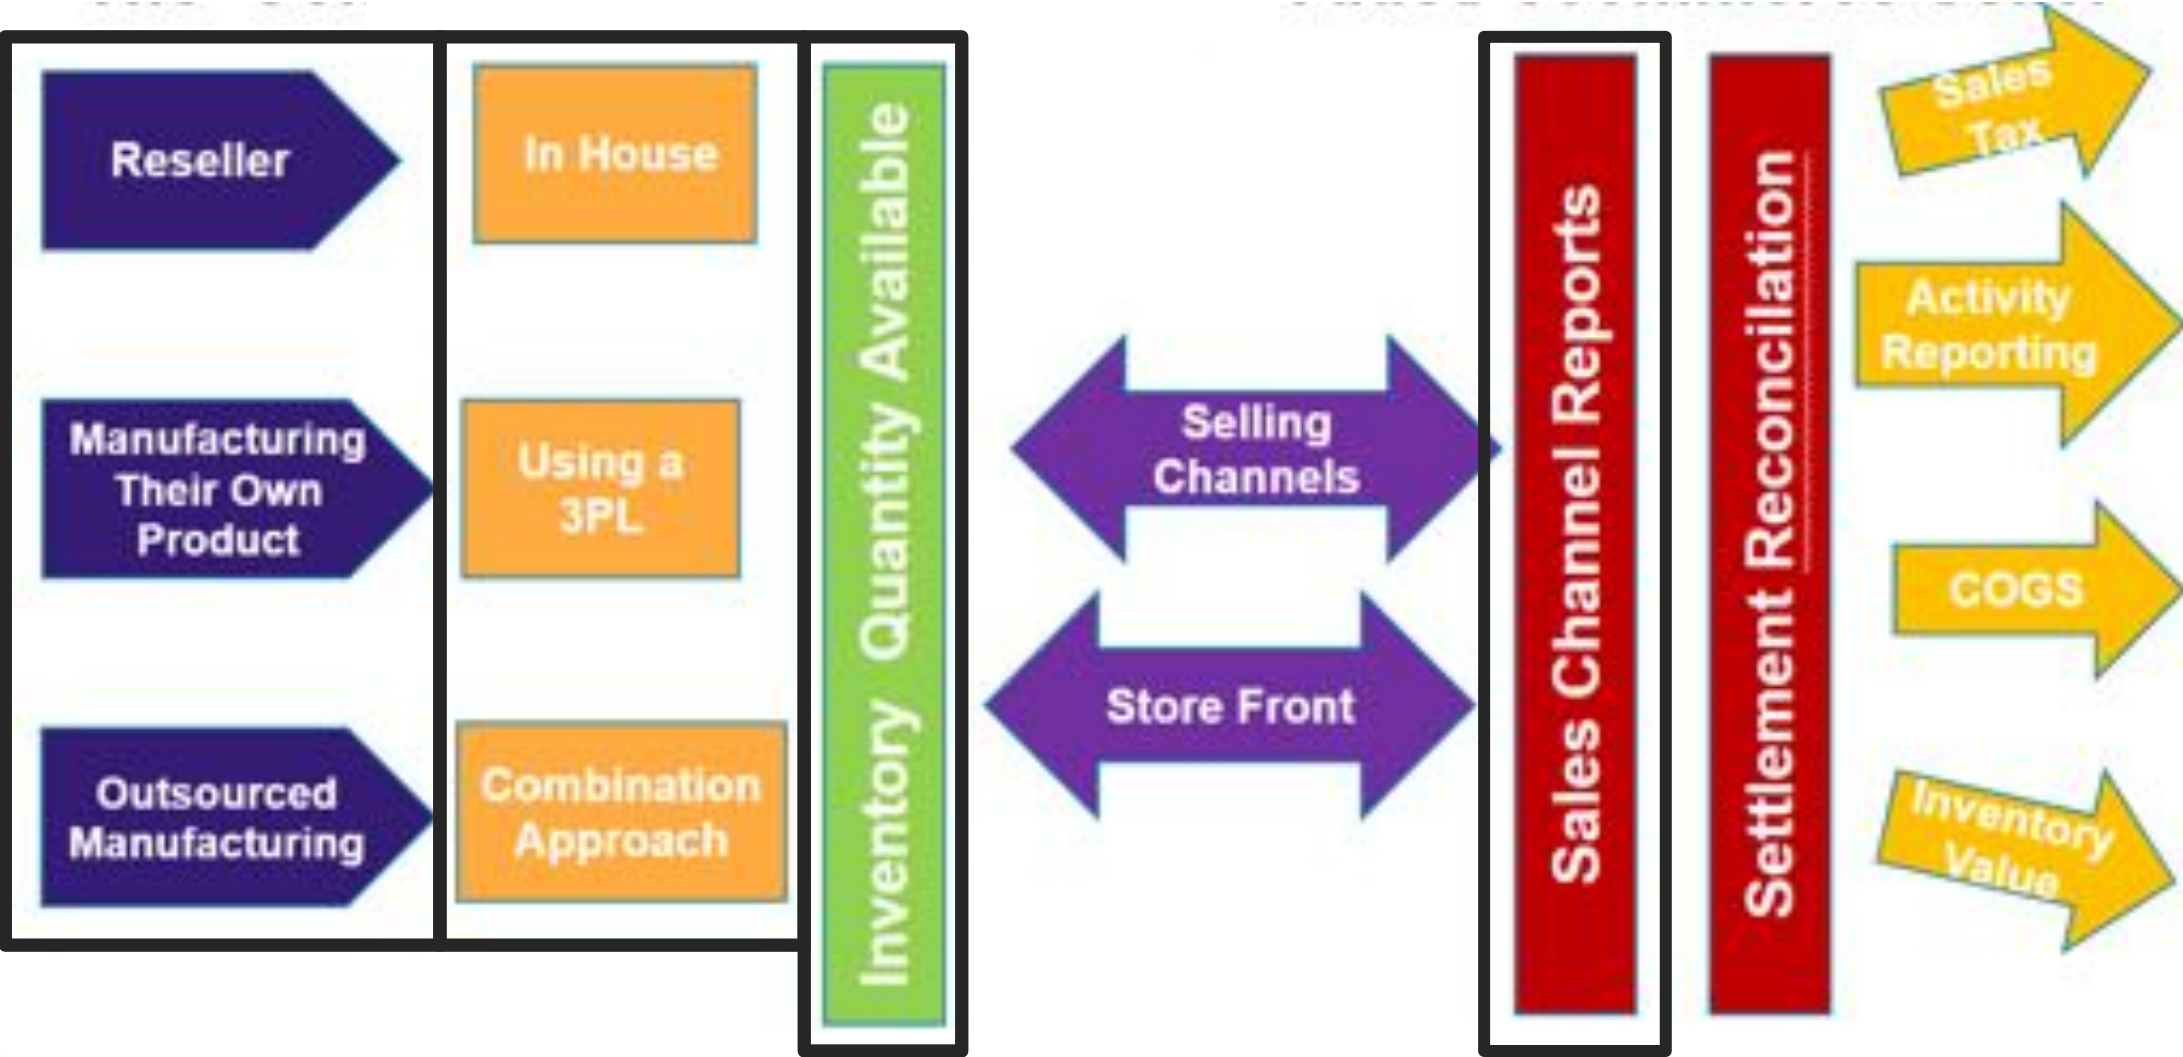 Reseller
Manufacturing
Their Own
Product
Outsourced
Manufacturing
In House
Using a
3PL
Combination
Approach
Inventory Quantity Available
Selling
Channels
Store Front
Sales Channel Reports
Settlement Reconcilation
Sales
Tax
Activity
Reporting
COGS
Inventory
Value